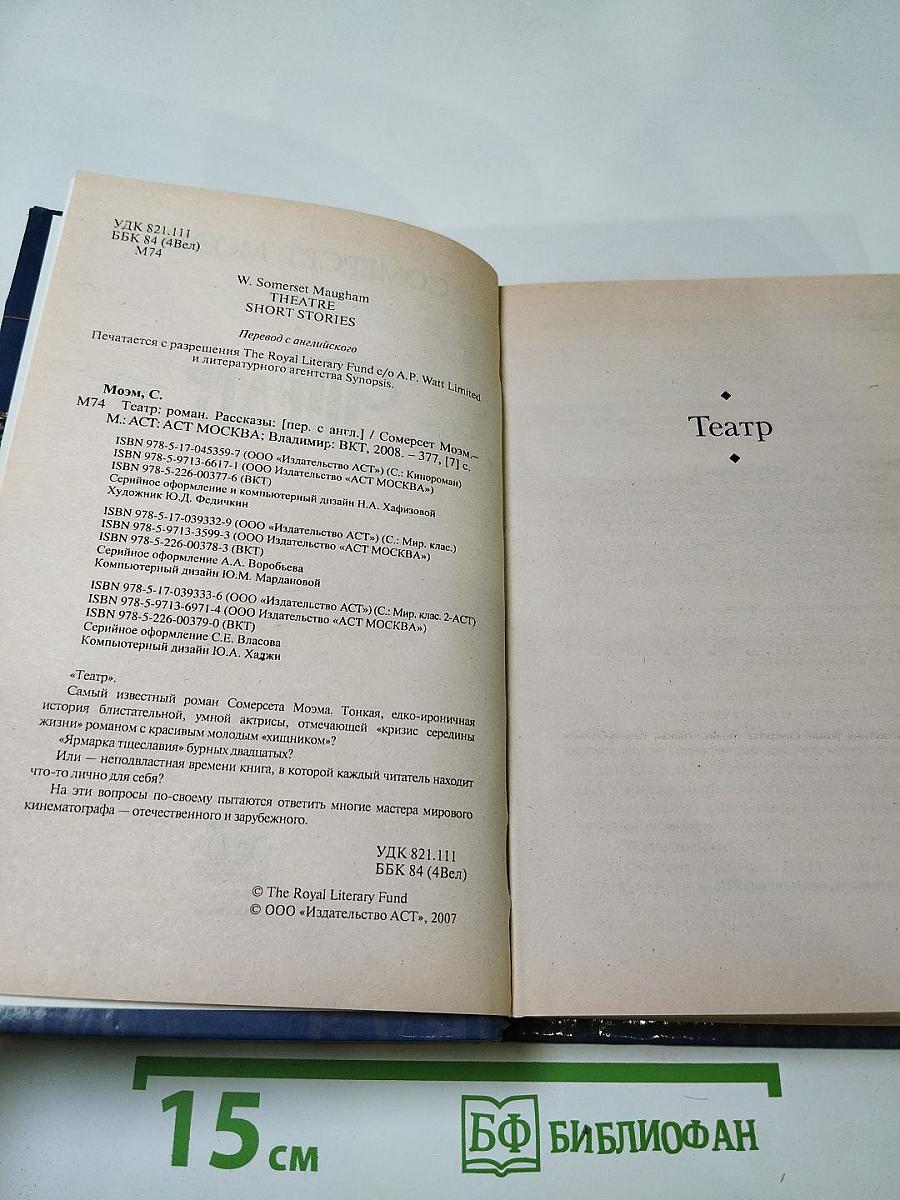 УДК 821.111
ББК 84 (4Вел)
М74
W. Somerset Maugham
THEATRE
SHORT STORIES
Перевод с английского
Печатается с разрешения The Royal Literary Fund c/o A.P. Watt Limited
и литературного агентства Synopsis.
Моэм, С.
М74 Театр: роман. Рассказы: [пер. с англ.] / Сомерсет Моэм.–
М.: АСТ: АСТ МОСКВА; Владимир: ВКТ, 2008. – 377, [7] с.
ISBN 978-5-17-045359-7 (ООО «Издательство АСТ») (С.: Кинороман)
ISBN 978-5-9713-6617-1 (ООО Издательство «АСТ МОСКВА»)
ISBN 978-5-226-00377-6 (ВКТ)
Серийное оформление и компьютерный дизайн Н.А. Хафизовой
Художник Ю.Д. Федичкин
ISBN 978-5-17-039332-9 (ООО «Издательство АСТ») (С.: Мир. клас.)
ISBN 978-5-9713-3599-3 (ООО Издательство «АСТ МОСКВА»)
ISBN 978-5-226-00378-3 (ВКТ)
Серийное оформление А.А. Воробьева
Компьютерный дизайн Ю.М. Мардановой
ISBN 978-5-17-039333-6 (ООО «Издательство АСТ») (С.: Мир. клас. 2-АСТ)
ISBN 978-5-9713-6971-4 (ООО Издательство «АСТ МОСКВА»)
ISBN 978-5-226-00379-0 (ВКТ)
Серийное оформление С.Е. Власова
Компьютерный дизайн Ю.А. Хаджи
«Театр».
Самый известный роман Сомерсета Моэма. Тонкая, едко-ироничная
история блистательной, умной актрисы, отмечающей «кризис середины
жизни» романом с красивым молодым «хищником»?
«Ярмарка тщеславия» бурных двадцатых?
Или — неподвластная времени книга, в которой каждый читатель находит
что-то лично для себя?
На эти вопросы по-своему пытаются ответить многие мастера мирового
кинематографа — отечественного и зарубежного.
УДК 821.111
ББК 84 (4Вел)
© The Royal Literary Fund
© ООО «Издательство АСТ», 2007
Театр
15 см
БФ БИБЛИОФАН